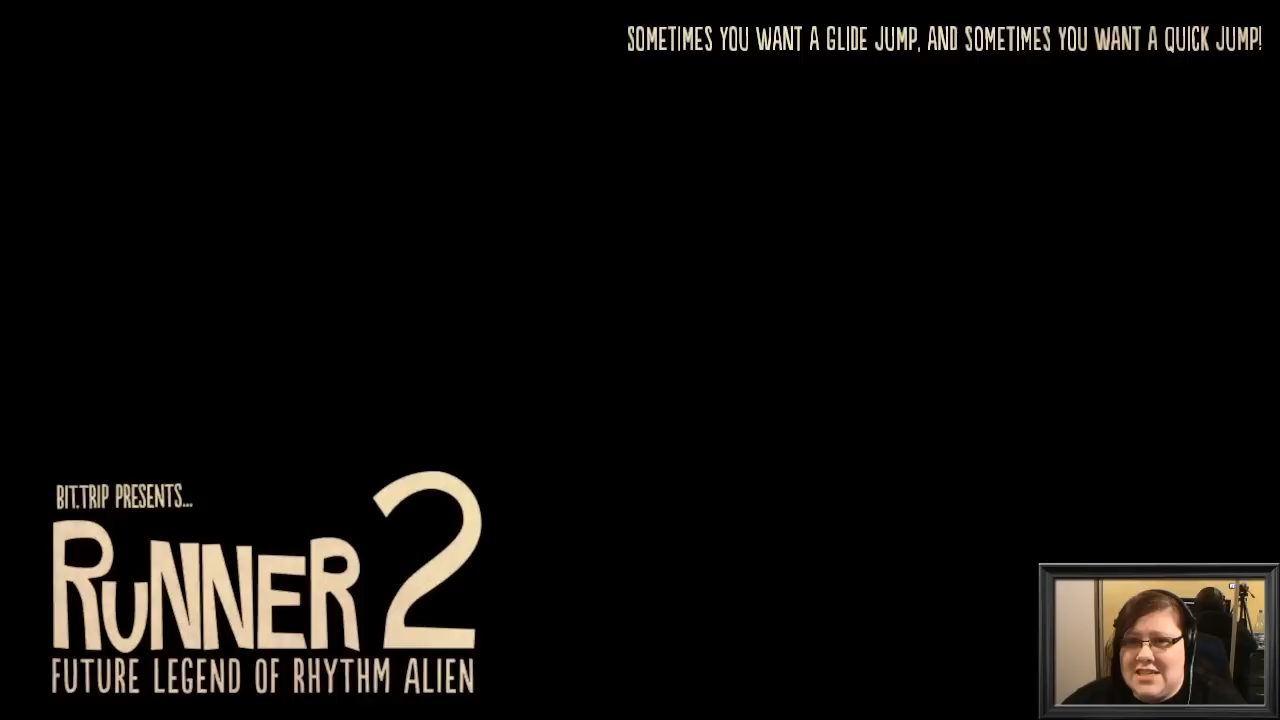 SOMETIMES YOU WANT A GLIDE JUMP, AND SOMETIMES YOU WANT A QUICK JUMP!
BIT.TRIP PRESENTS...
RUNNER 2
FUTURE LEGEND OF RHYTHM ALIEN